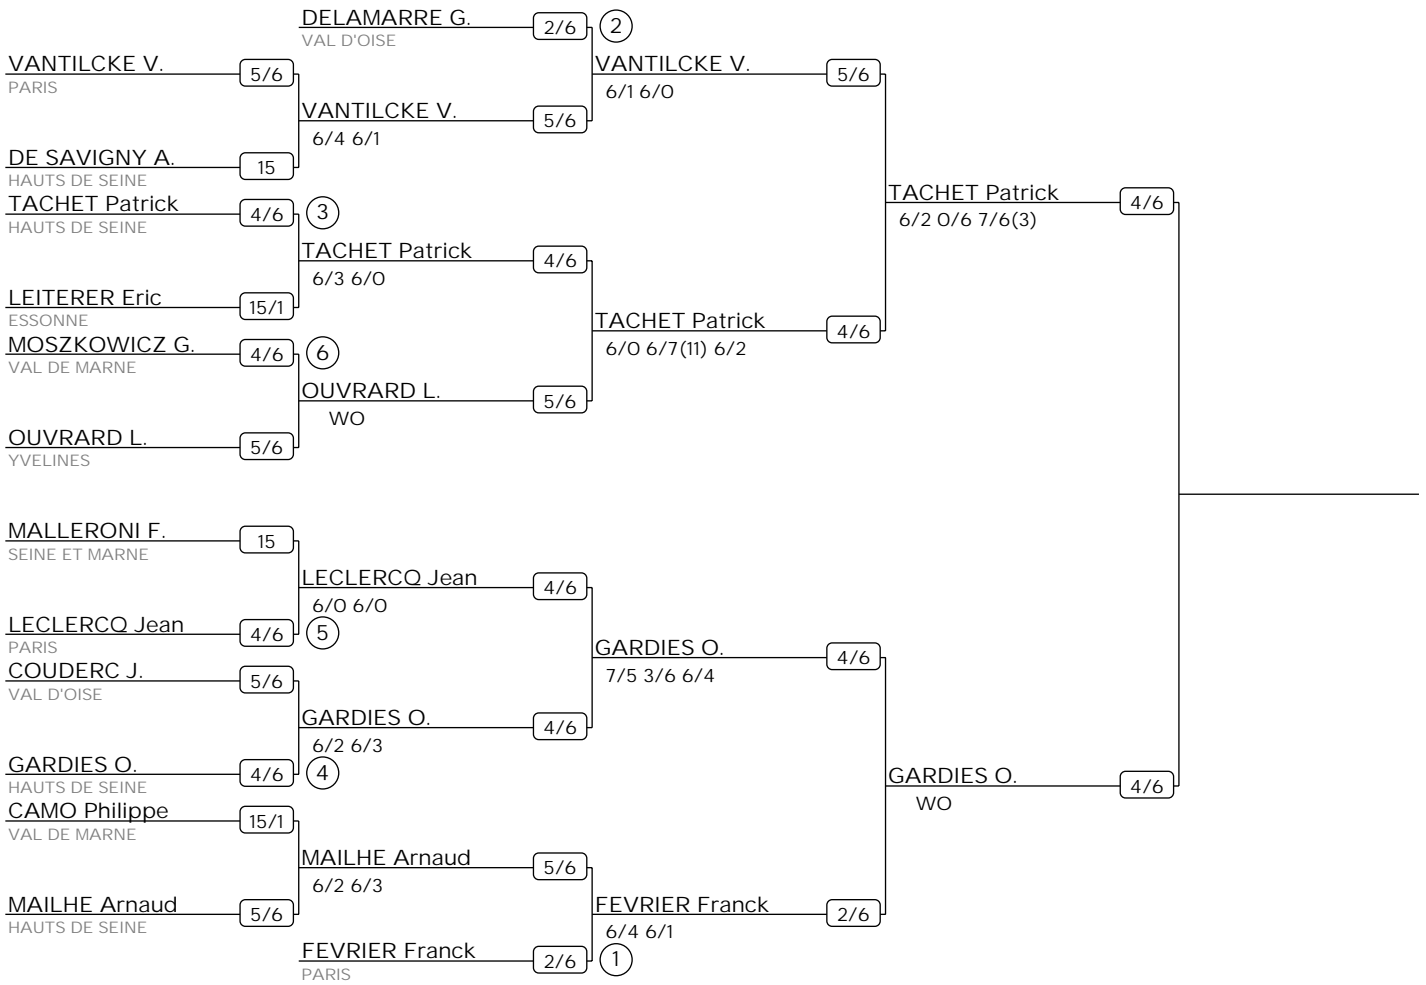 DELAMARRE G. 2/6 2
VAL D'OISE
VANTILCKE V. 5/6
PARIS
VANTILCKE V. 5/6
6/1 6/0
VANTILCKE V. 5/6
6/4 6/1
DE SAVIGNY A. 15
HAUTS DE SEINE
TACHET Patrick 4/6
6/2 0/6 7/6(3)
TACHET Patrick 4/6 3
HAUTS DE SEINE
TACHET Patrick 4/6
6/3 6/0
LEITERER Eric 15/1
ESSONNE
TACHET Patrick 4/6
6/0 6/7(11) 6/2
MOSZKOWICZ G. 4/6 6
VAL DE MARNE
OUVRARD L. 5/6
WO
OUVRARD L. 5/6
YVELINES
MALLERONI F. 15
SEINE ET MARNE
LECLERCQ Jean 4/6
6/0 6/0
LECLERCQ Jean 4/6 5
PARIS
GARDIES O. 4/6
7/5 3/6 6/4
COUDERC J. 5/6
VAL D'OISE
GARDIES O. 4/6
6/2 6/3
GARDIES O. 4/6 4
HAUTS DE SEINE
GARDIES O. 4/6
WO
CAMO Philippe 15/1
VAL DE MARNE
MAILHE Arnaud 5/6
6/2 6/3
MAILHE Arnaud 5/6
HAUTS DE SEINE
FEVRIER Franck 2/6
6/4 6/1
FEVRIER Franck 2/6 1
PARIS